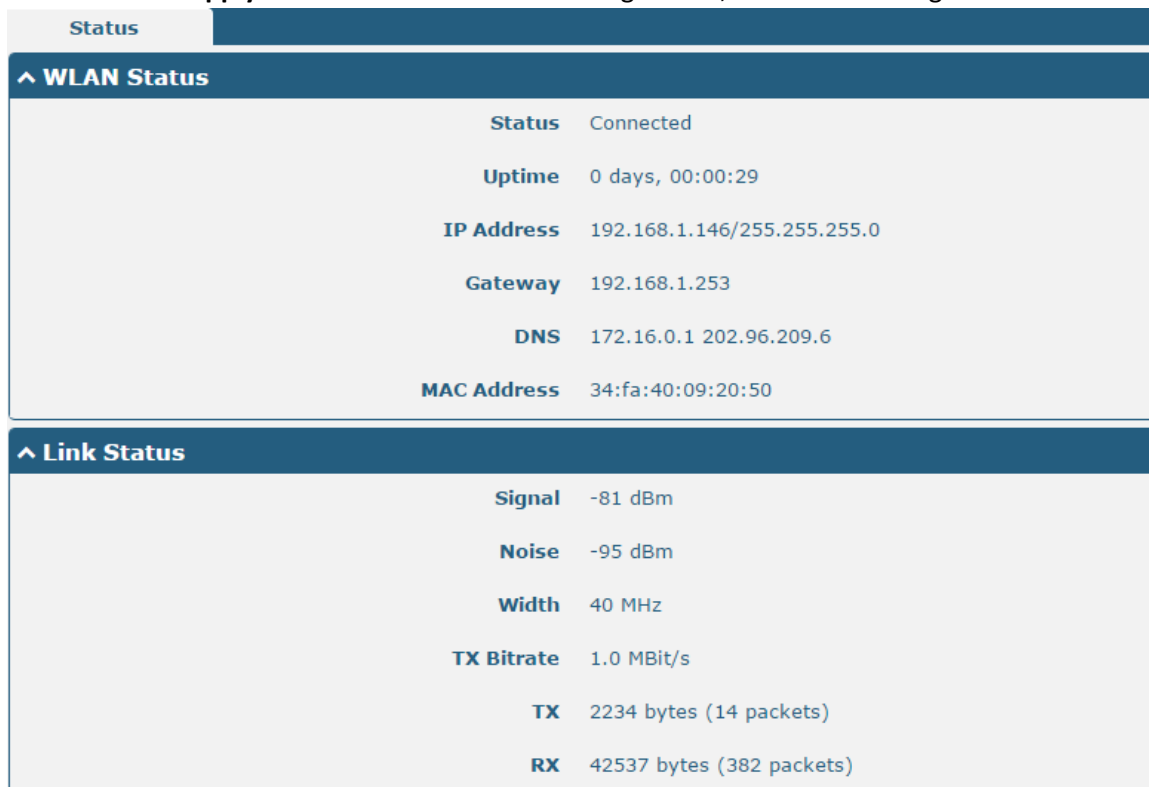 Status
WLAN Status
Status Connected
Uptime 0 days, 00:00:29
IP Address 192.168.1.146/255.255.255.0
Gateway 192.168.1.253
DNS 172.16.0.1 202.96.209.6
MAC Address 34:fa:40:09:20:50
Link Status
Signal -81 dBm
Noise -95 dBm
Width 40 MHz
TX Bitrate 1.0 MBit/s
TX 2234 bytes (14 packets)
RX 42537 bytes (382 packets)